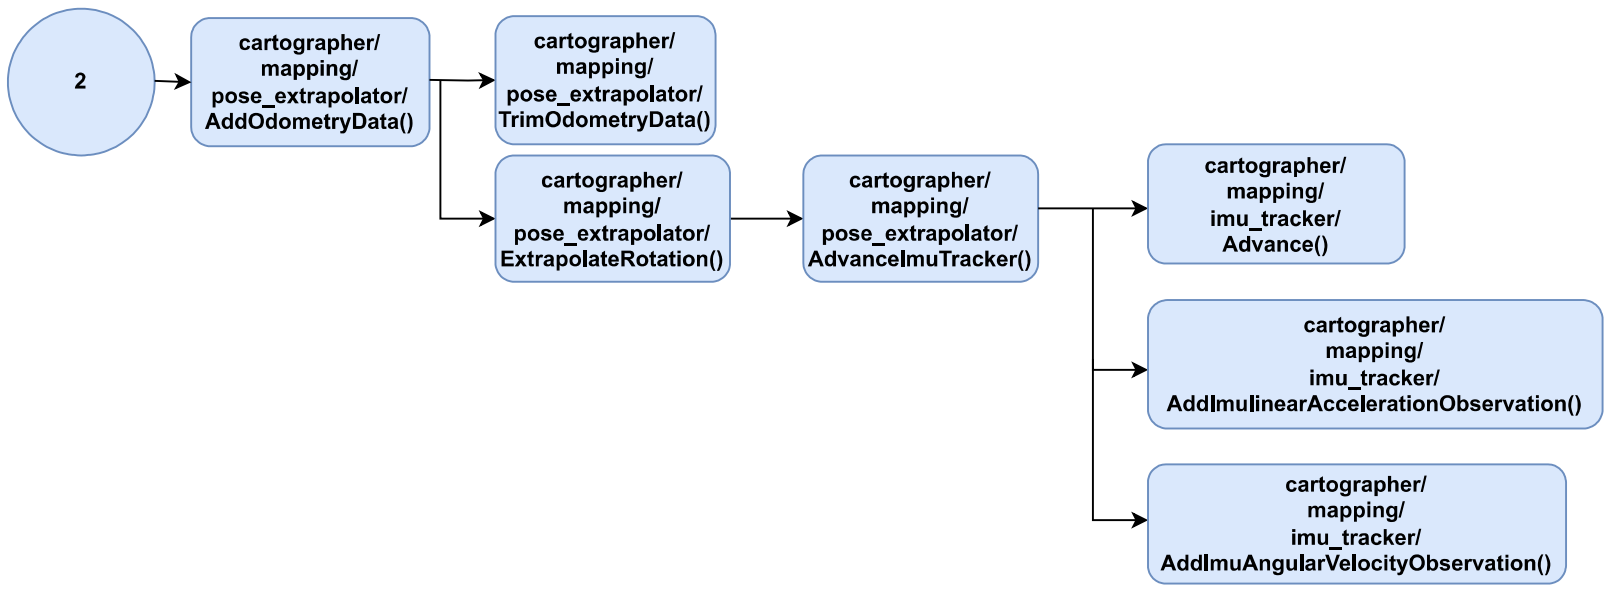 2
cartographer/
mapping/
pose_extrapolator/
AddOdometryData()
cartographer/
mapping/
pose_extrapolator/
TrimOdometryData()
cartographer/
mapping/
pose_extrapolator/
ExtrapolateRotation()
cartographer/
mapping/
pose_extrapolator/
AdvanceImuTracker()
cartographer/
mapping/
imu_tracker/
Advance()
cartographer/
mapping/
imu_tracker/
AddImulinearAccelerationObservation()
cartographer/
mapping/
imu_tracker/
AddImuAngularVelocityObservation()